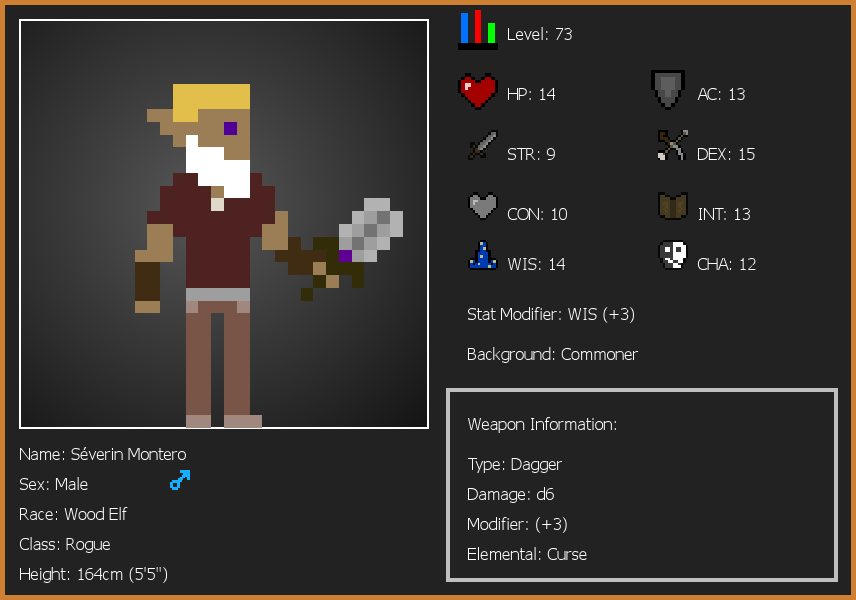 Level: 73
HP: 14
AC: 13
STR: 9
DEX: 15
CON: 10
INT: 13
WIS: 14
CHA: 12
Stat Modifier: WIS (+3)
Background: Commoner
Weapon Information:
Type: Dagger
Damage: d6
Modifier: (+3)
Elemental: Curse
Name: Séverin Montero
Sex: Male
Race: Wood Elf
Class: Rogue
Height: 164cm (5'5")